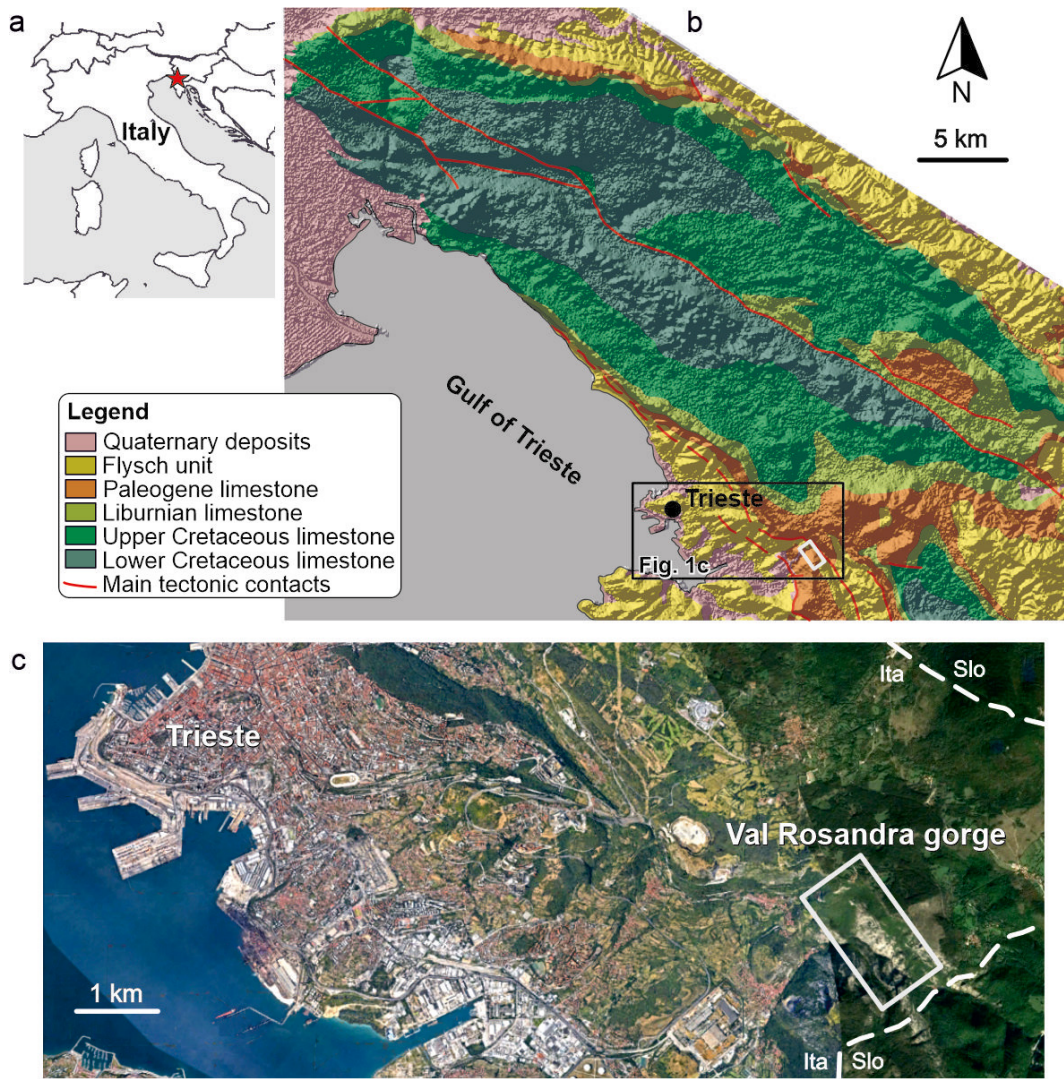 a
Italy
b
N
5 km
Gulf of Trieste
Trieste
Fig. 1c
Legend
Quaternary deposits
Flysch unit
Paleogene limestone
Liburnian limestone
Upper Cretaceous limestone
Lower Cretaceous limestone
Main tectonic contacts
c
Ita
Slo
Trieste
Val Rosandra gorge
1 km
Ita
Slo